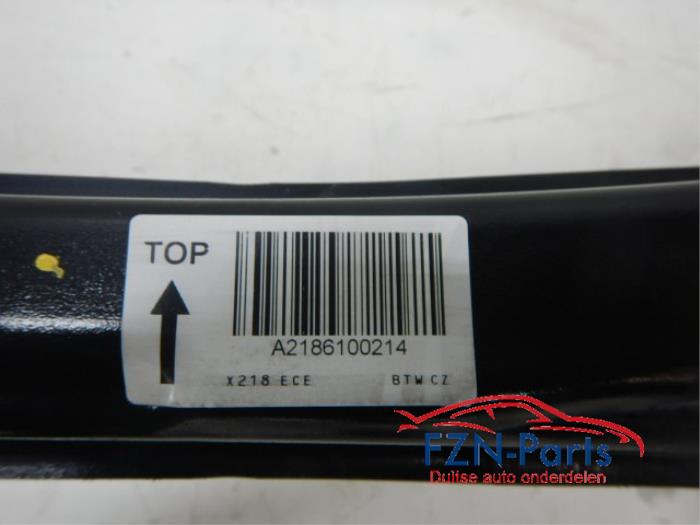 TOP
A2186100214
X218 ECE BTW CZ
FZN-Parts
Duitse auto onderdelen